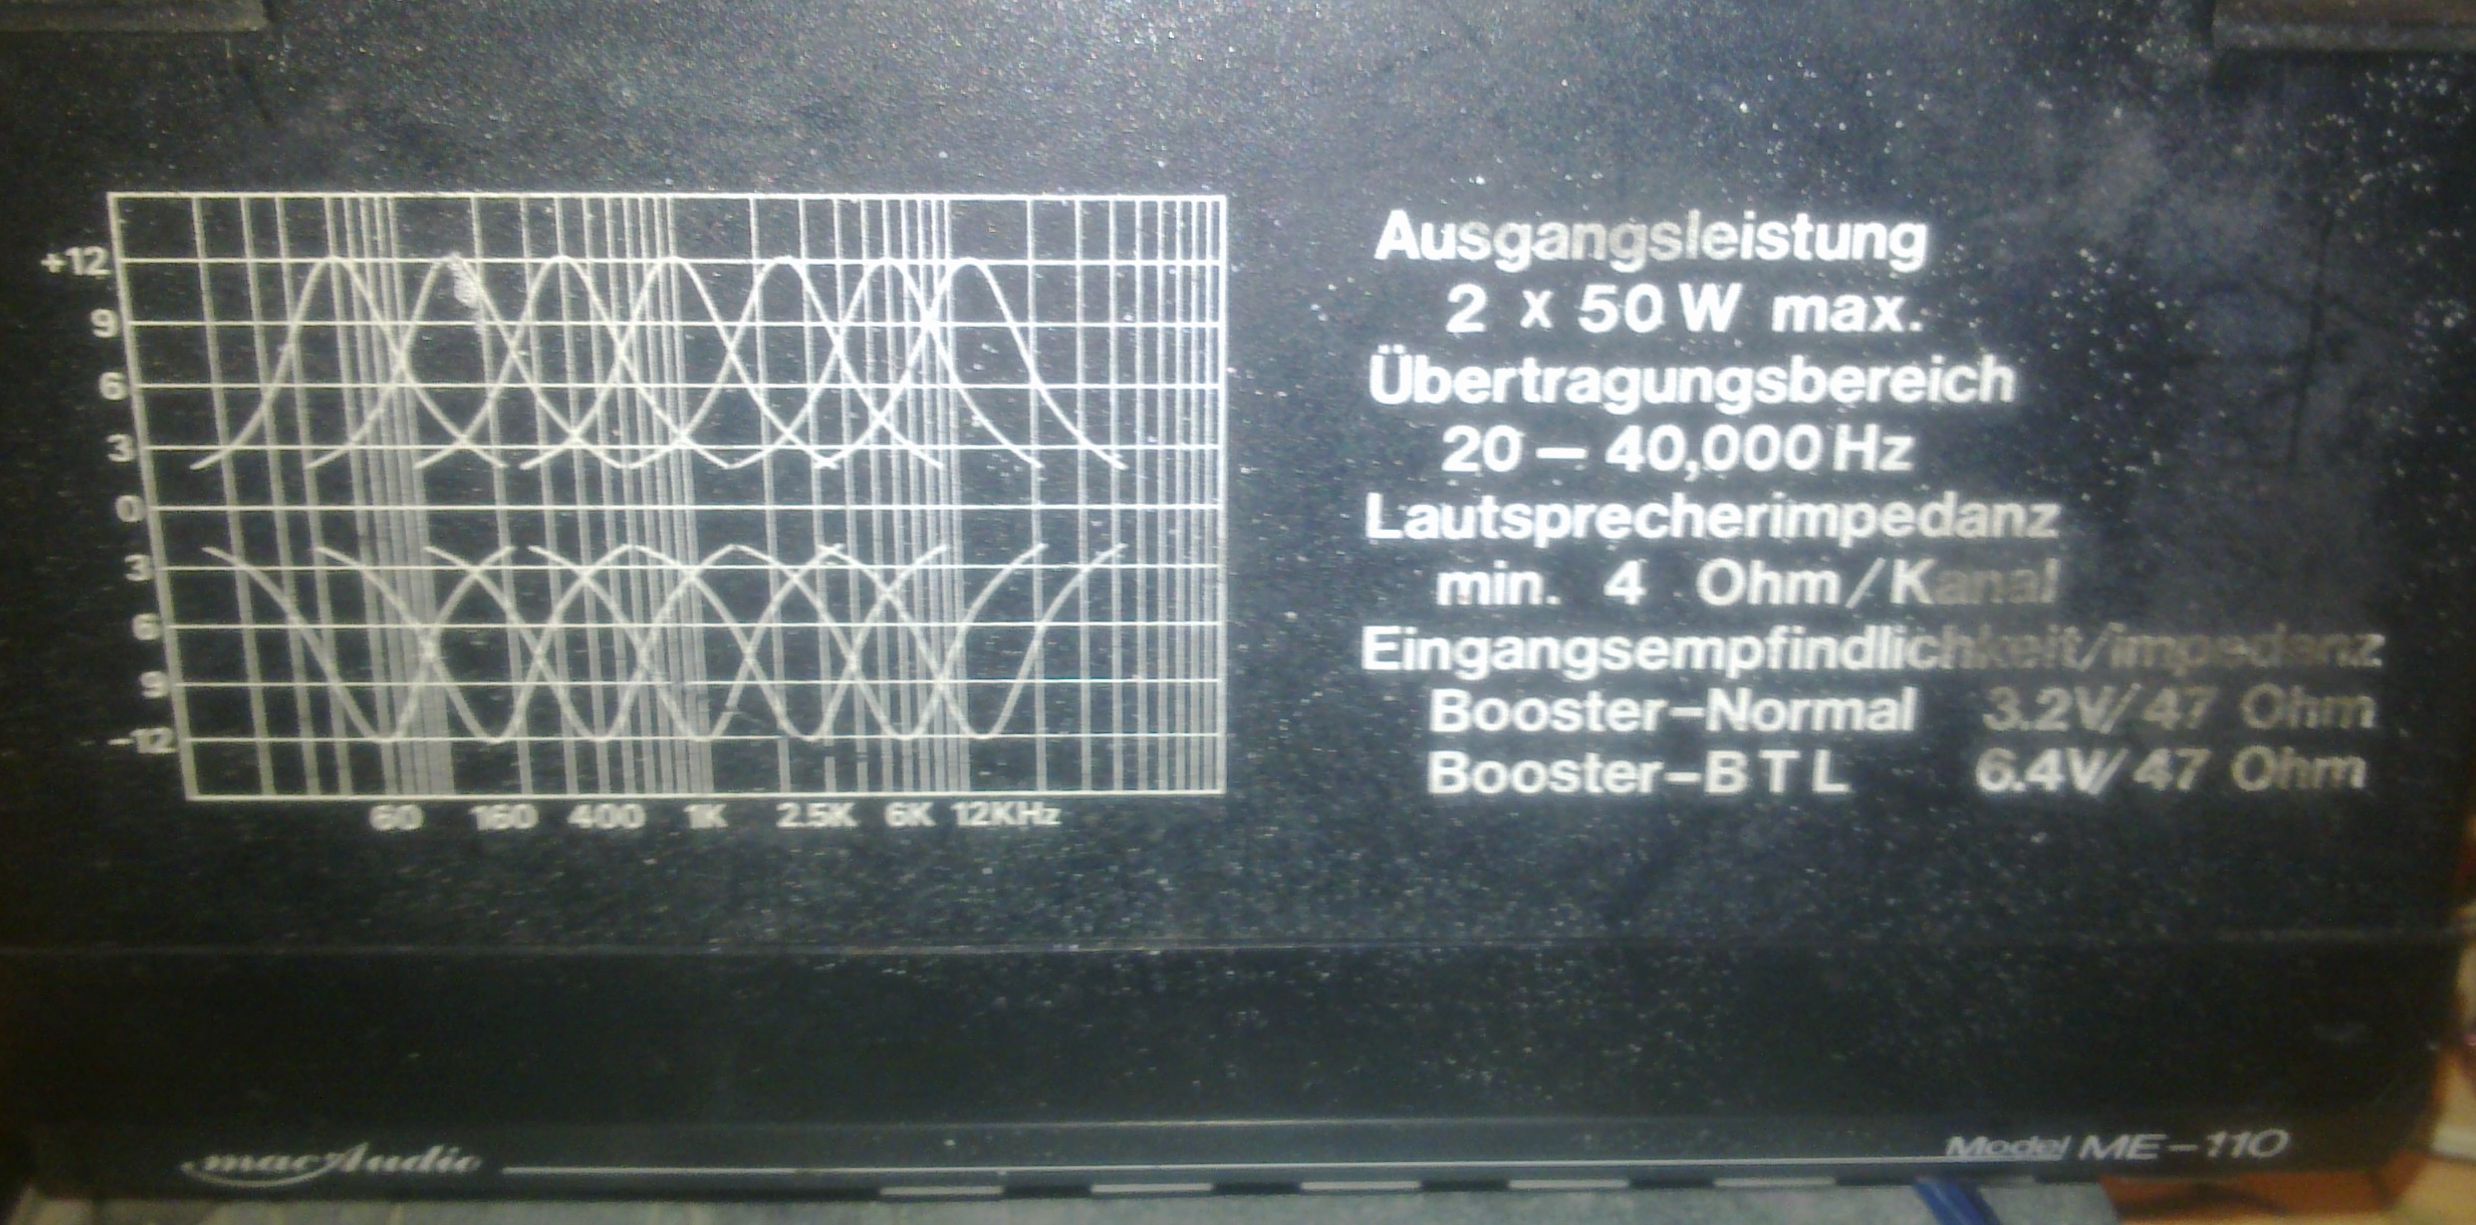 +12
9
6
3
0
3
6
9
-12
60 160 400 1K 2.5K 6K 12KHz
Ausgangsleistung
2 x 50 W max.
Übertragungsbereich
20 – 40,000 Hz
Lautsprecherimpedanz
min. 4 Ohm/Kanal
Eingangsempfindlichkeit/impedanz
Booster-Normal 3.2V/47 Ohm
Booster-BTL 6.4V/47 Ohm
macAudio
Model ME-110